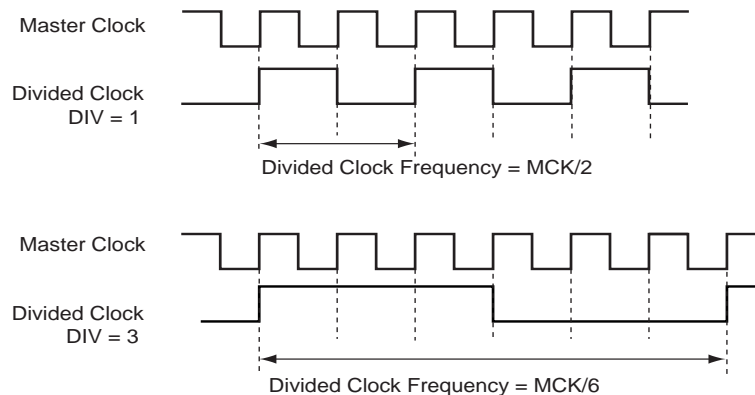 Master Clock
Divided Clock
DIV = 1
Divided Clock Frequency = MCK/2
Master Clock
Divided Clock
DIV = 3
Divided Clock Frequency = MCK/6